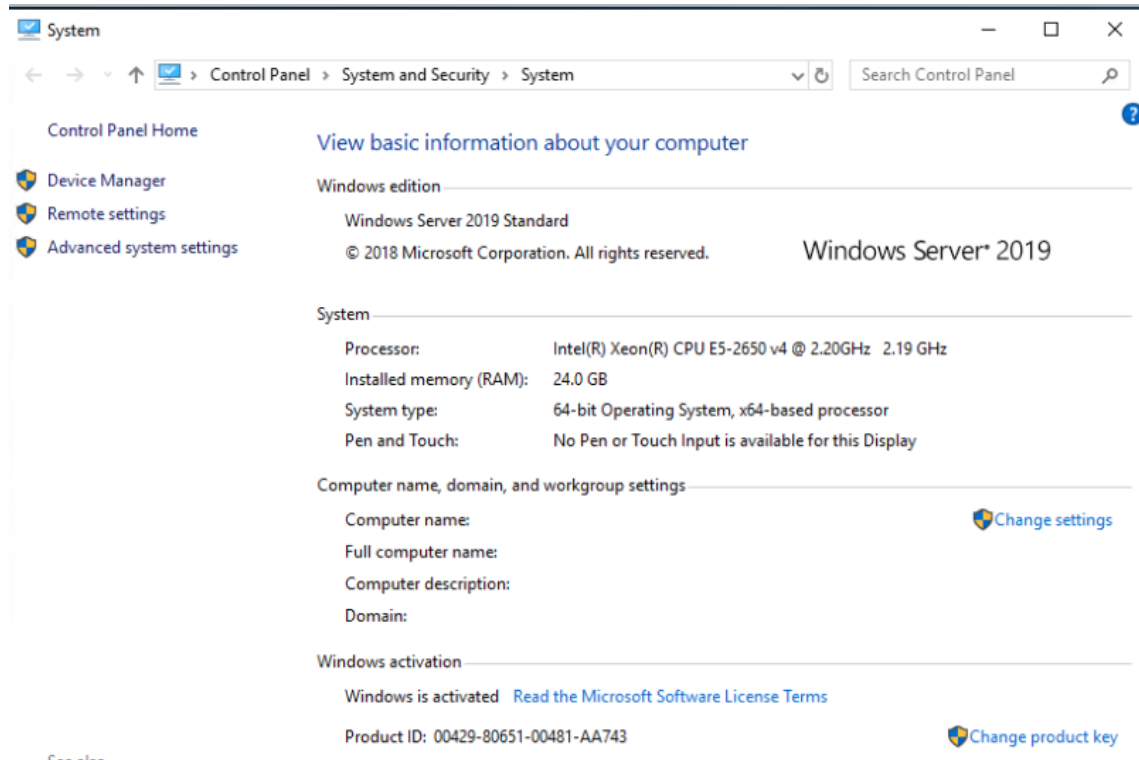 System
Control Panel > System and Security > System
Search Control Panel
Control Panel Home
Device Manager
Remote settings
Advanced system settings
?
View basic information about your computer
Windows edition
Windows Server 2019 Standard
© 2018 Microsoft Corporation. All rights reserved.
Windows Server® 2019
System
Processor: Intel(R) Xeon(R) CPU E5-2650 v4 @ 2.20GHz 2.19 GHz
Installed memory (RAM): 24.0 GB
System type: 64-bit Operating System, x64-based processor
Pen and Touch: No Pen or Touch Input is available for this Display
Computer name, domain, and workgroup settings
Computer name:
Change settings
Full computer name:
Computer description:
Domain:
Windows activation
Windows is activated Read the Microsoft Software License Terms
Product ID: 00429-80651-00481-AA743
Change product key